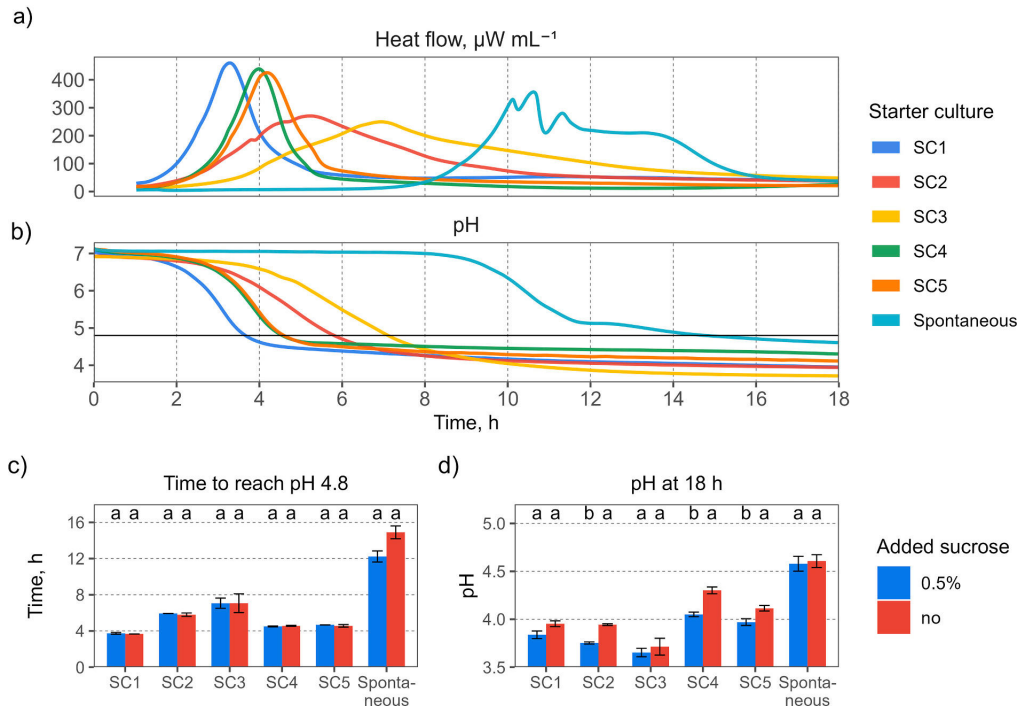 a)
Heat flow, µW mL⁻¹
400
300
200
100
0
Starter culture
SC1
SC2
SC3
SC4
SC5
Spontaneous
b)
pH
7
6
5
4
0 2 4 6 8 10 12 14 16 18
Time, h
c)
Time to reach pH 4.8
a a a a a a a a a a a a
16
12
8
4
0
Time, h
SC1 SC2 SC3 SC4 SC5 Sponta-
neous
d)
pH at 18 h
a a b a a a b a b a a a
5.0
4.5
4.0
3.5
pH
SC1 SC2 SC3 SC4 SC5 Sponta-
neous
Added sucrose
0.5%
no